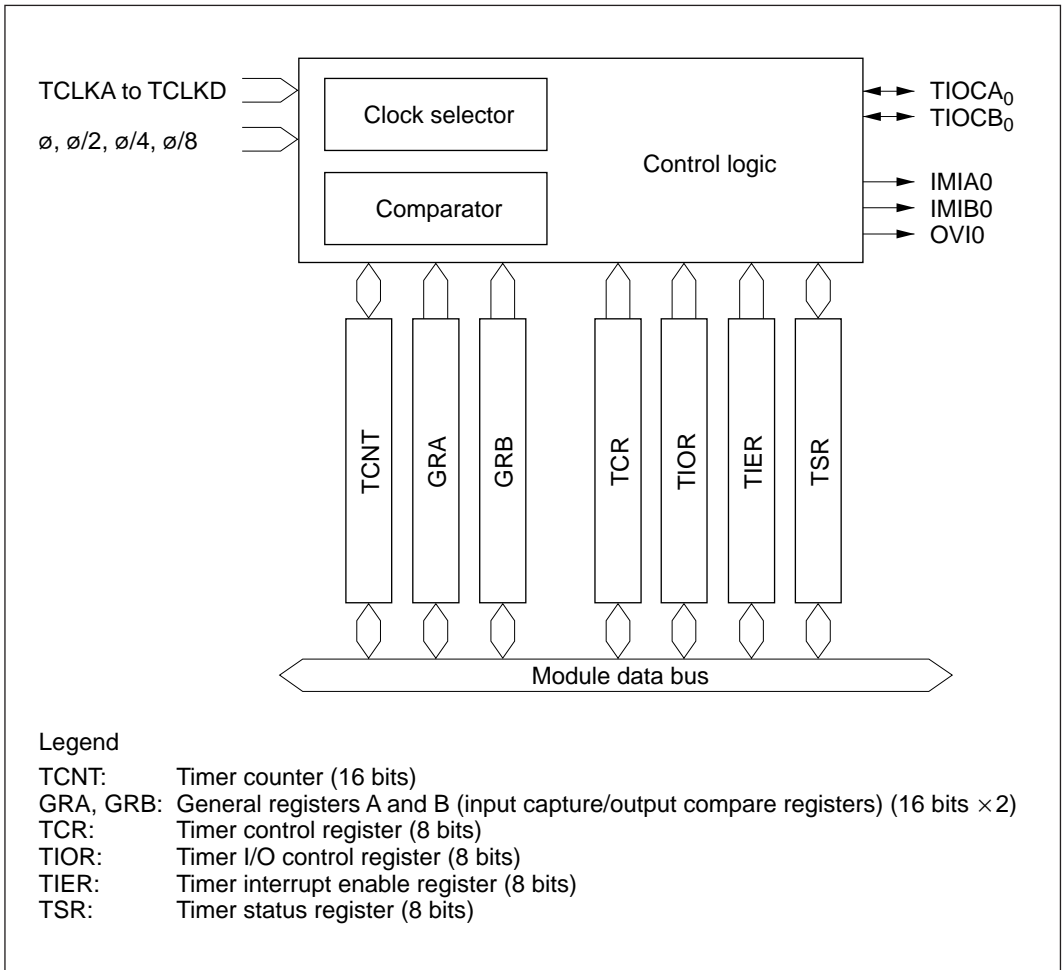 TCLKA to TCLKD
ø, ø/2, ø/4, ø/8
Clock selector
Comparator
Control logic
TIOCA0
TIOCB0
IMIA0
IMIB0
OVI0
TCNT
GRA
GRB
TCR
TIOR
TIER
TSR
Module data bus
Legend
TCNT: Timer counter (16 bits)
GRA, GRB: General registers A and B (input capture/output compare registers) (16 bits ×2)
TCR: Timer control register (8 bits)
TIOR: Timer I/O control register (8 bits)
TIER: Timer interrupt enable register (8 bits)
TSR: Timer status register (8 bits)